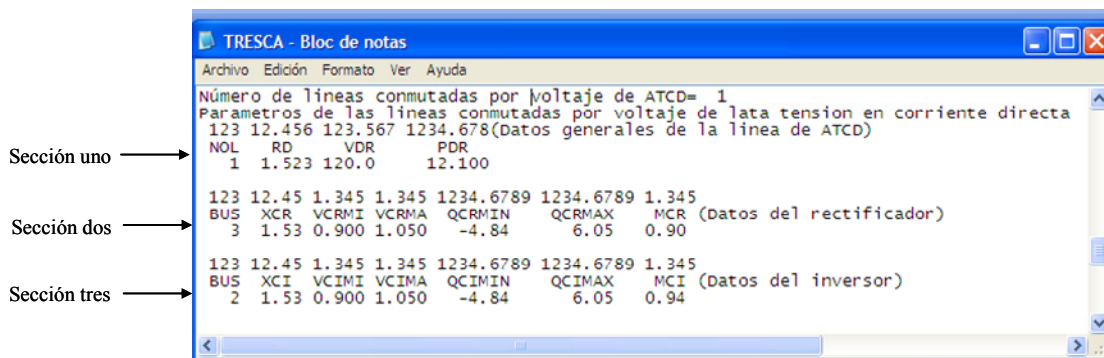 TRESCA - Bloc de notas
Archivo Edición Formato Ver Ayuda
Número de lineas conmutadas por voltaje de ATCD= 1
Parametros de las lineas conmutadas por voltaje de lata tension en corriente directa
123 12.456 123.567 1234.678(Datos generales de la linea de ATCD)
Sección uno
NOL RD VDR PDR
1 1.523 120.0 12.100
123 12.45 1.345 1.345 1234.6789 1234.6789 1.345
Sección dos
BUS XCR VCRMI VCRMA QCRMIN QCRMAX MCR (Datos del rectificador)
3 1.53 0.900 1.050 -4.84 6.05 0.90
123 12.45 1.345 1.345 1234.6789 1234.6789 1.345
Sección tres
BUS XCI VCIMI VCIMA QCIMIN QCIMAX MCI (Datos del inversor)
2 1.53 0.900 1.050 -4.84 6.05 0.94